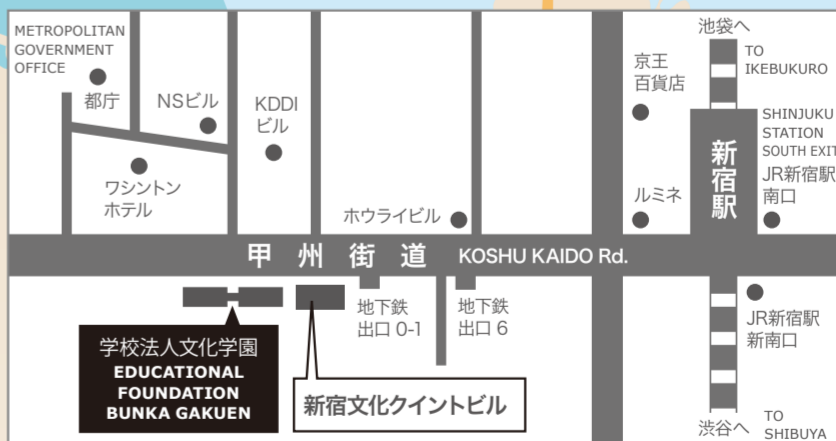 METROPOLITAN
GOVERNMENT
OFFICE
都庁
NSビル
KDDI
ビル
ワシントン
ホテル
ホウライビル
京王
百貨店
ルミネ
池袋へ
TO
IKEBUKURO
新宿駅
SHINJUKU
STATION
SOUTH EXIT
JR新宿駅
南口
甲州街道 KOSHU KAIDO Rd.
地下鉄
出口 0-1
地下鉄
出口 6
学校法人文化学園
EDUCATIONAL
FOUNDATION
BUNKA GAKUEN
新宿文化クイントビル
JR新宿駅
新南口
渋谷へ
TO
SHIBUYA